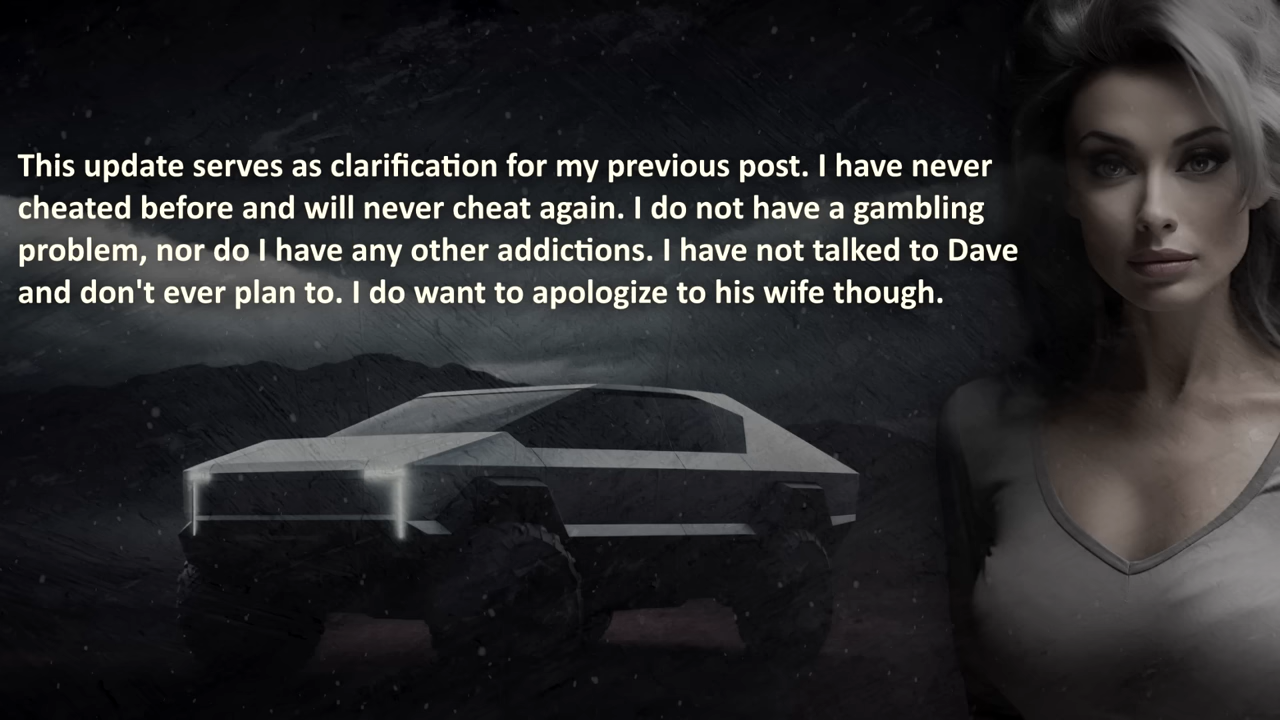 This update serves as clarification for my previous post. I have never
cheated before and will never cheat again. I do not have a gambling
problem, nor do I have any other addictions. I have not talked to Dave
and don't ever plan to. I do want to apologize to his wife though.